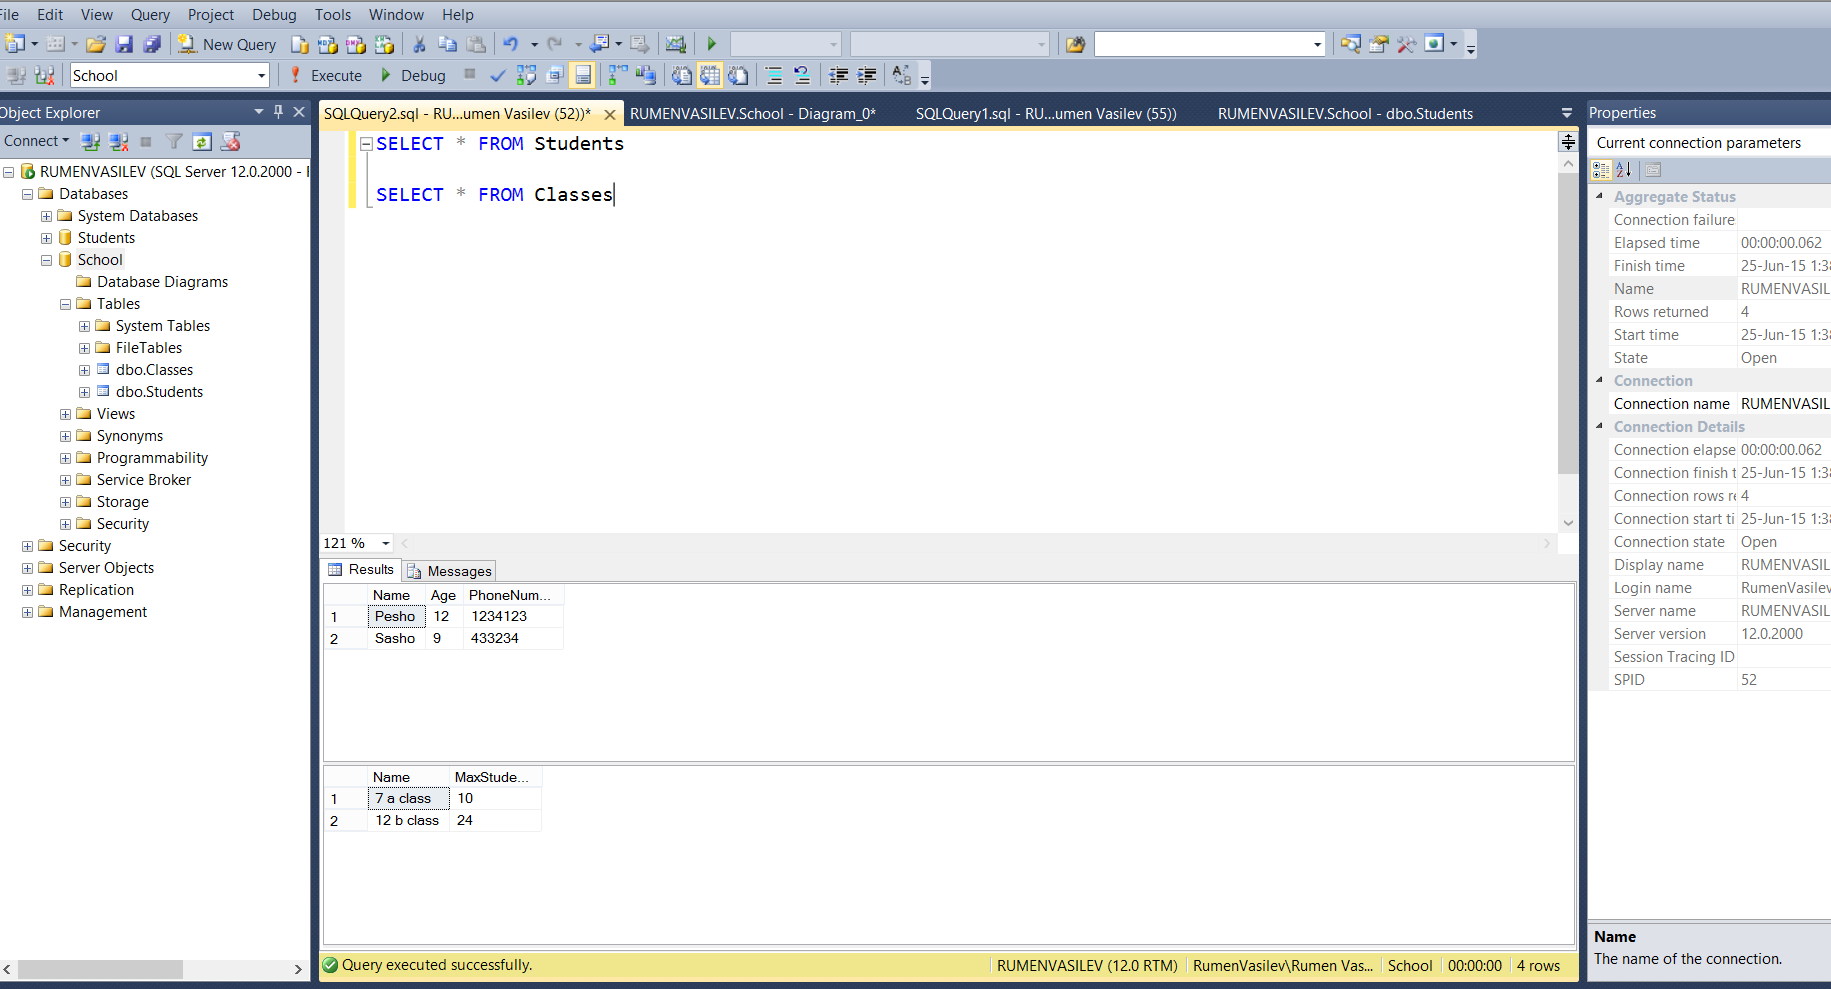 File Edit View Query Project Debug Tools Window Help
New Query
School Execute Debug
Object Explorer
Connect
RUMENVASILEV (SQL Server 12.0.2000 -
Databases
System Databases
Students
School
Database Diagrams
Tables
System Tables
FileTables
dbo.Classes
dbo.Students
Views
Synonyms
Programmability
Service Broker
Storage
Security
Security
Server Objects
Replication
Management
SQLQuery2.sql - RU...umen Vasilev (52))* RUMENVASILEV.School - Diagram_0* SQLQuery1.sql - RU...umen Vasilev (55)) RUMENVASILEV.School - dbo.Students
SELECT * FROM Students
SELECT * FROM Classes
121 %
Results Messages
Name Age PhoneNum...
1 Pesho 12 1234123
2 Sasho 9 433234
Name MaxStude...
1 7 a class 10
2 12 b class 24
Query executed successfully. RUMENVASILEV (12.0 RTM) RumenVasilev\Rumen Vas... School 00:00:00 4 rows
Properties
Current connection parameters
Aggregate Status
Connection failure
Elapsed time 00:00:00.062
Finish time 25-Jun-15 1:38
Name RUMENVASIL
Rows returned 4
Start time 25-Jun-15 1:38
State Open
Connection
Connection name RUMENVASIL
Connection Details
Connection elapse 00:00:00.062
Connection finish t 25-Jun-15 1:38
Connection rows re 4
Connection start ti 25-Jun-15 1:38
Connection state Open
Display name RUMENVASIL
Login name RumenVasilev
Server name RUMENVASIL
Server version 12.0.2000
Session Tracing ID
SPID 52
Name
The name of the connection.